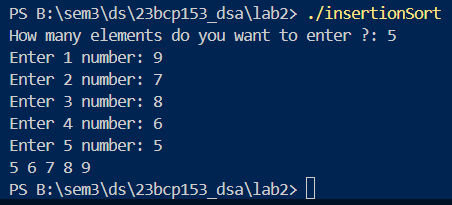 PS B:\sem3\ds\23bcp153_dsa\lab2> ./insertionSort
How many elements do you want to enter ?: 5
Enter 1 number: 9
Enter 2 number: 7
Enter 3 number: 8
Enter 4 number: 6
Enter 5 number: 5
5 6 7 8 9
PS B:\sem3\ds\23bcp153_dsa\lab2>